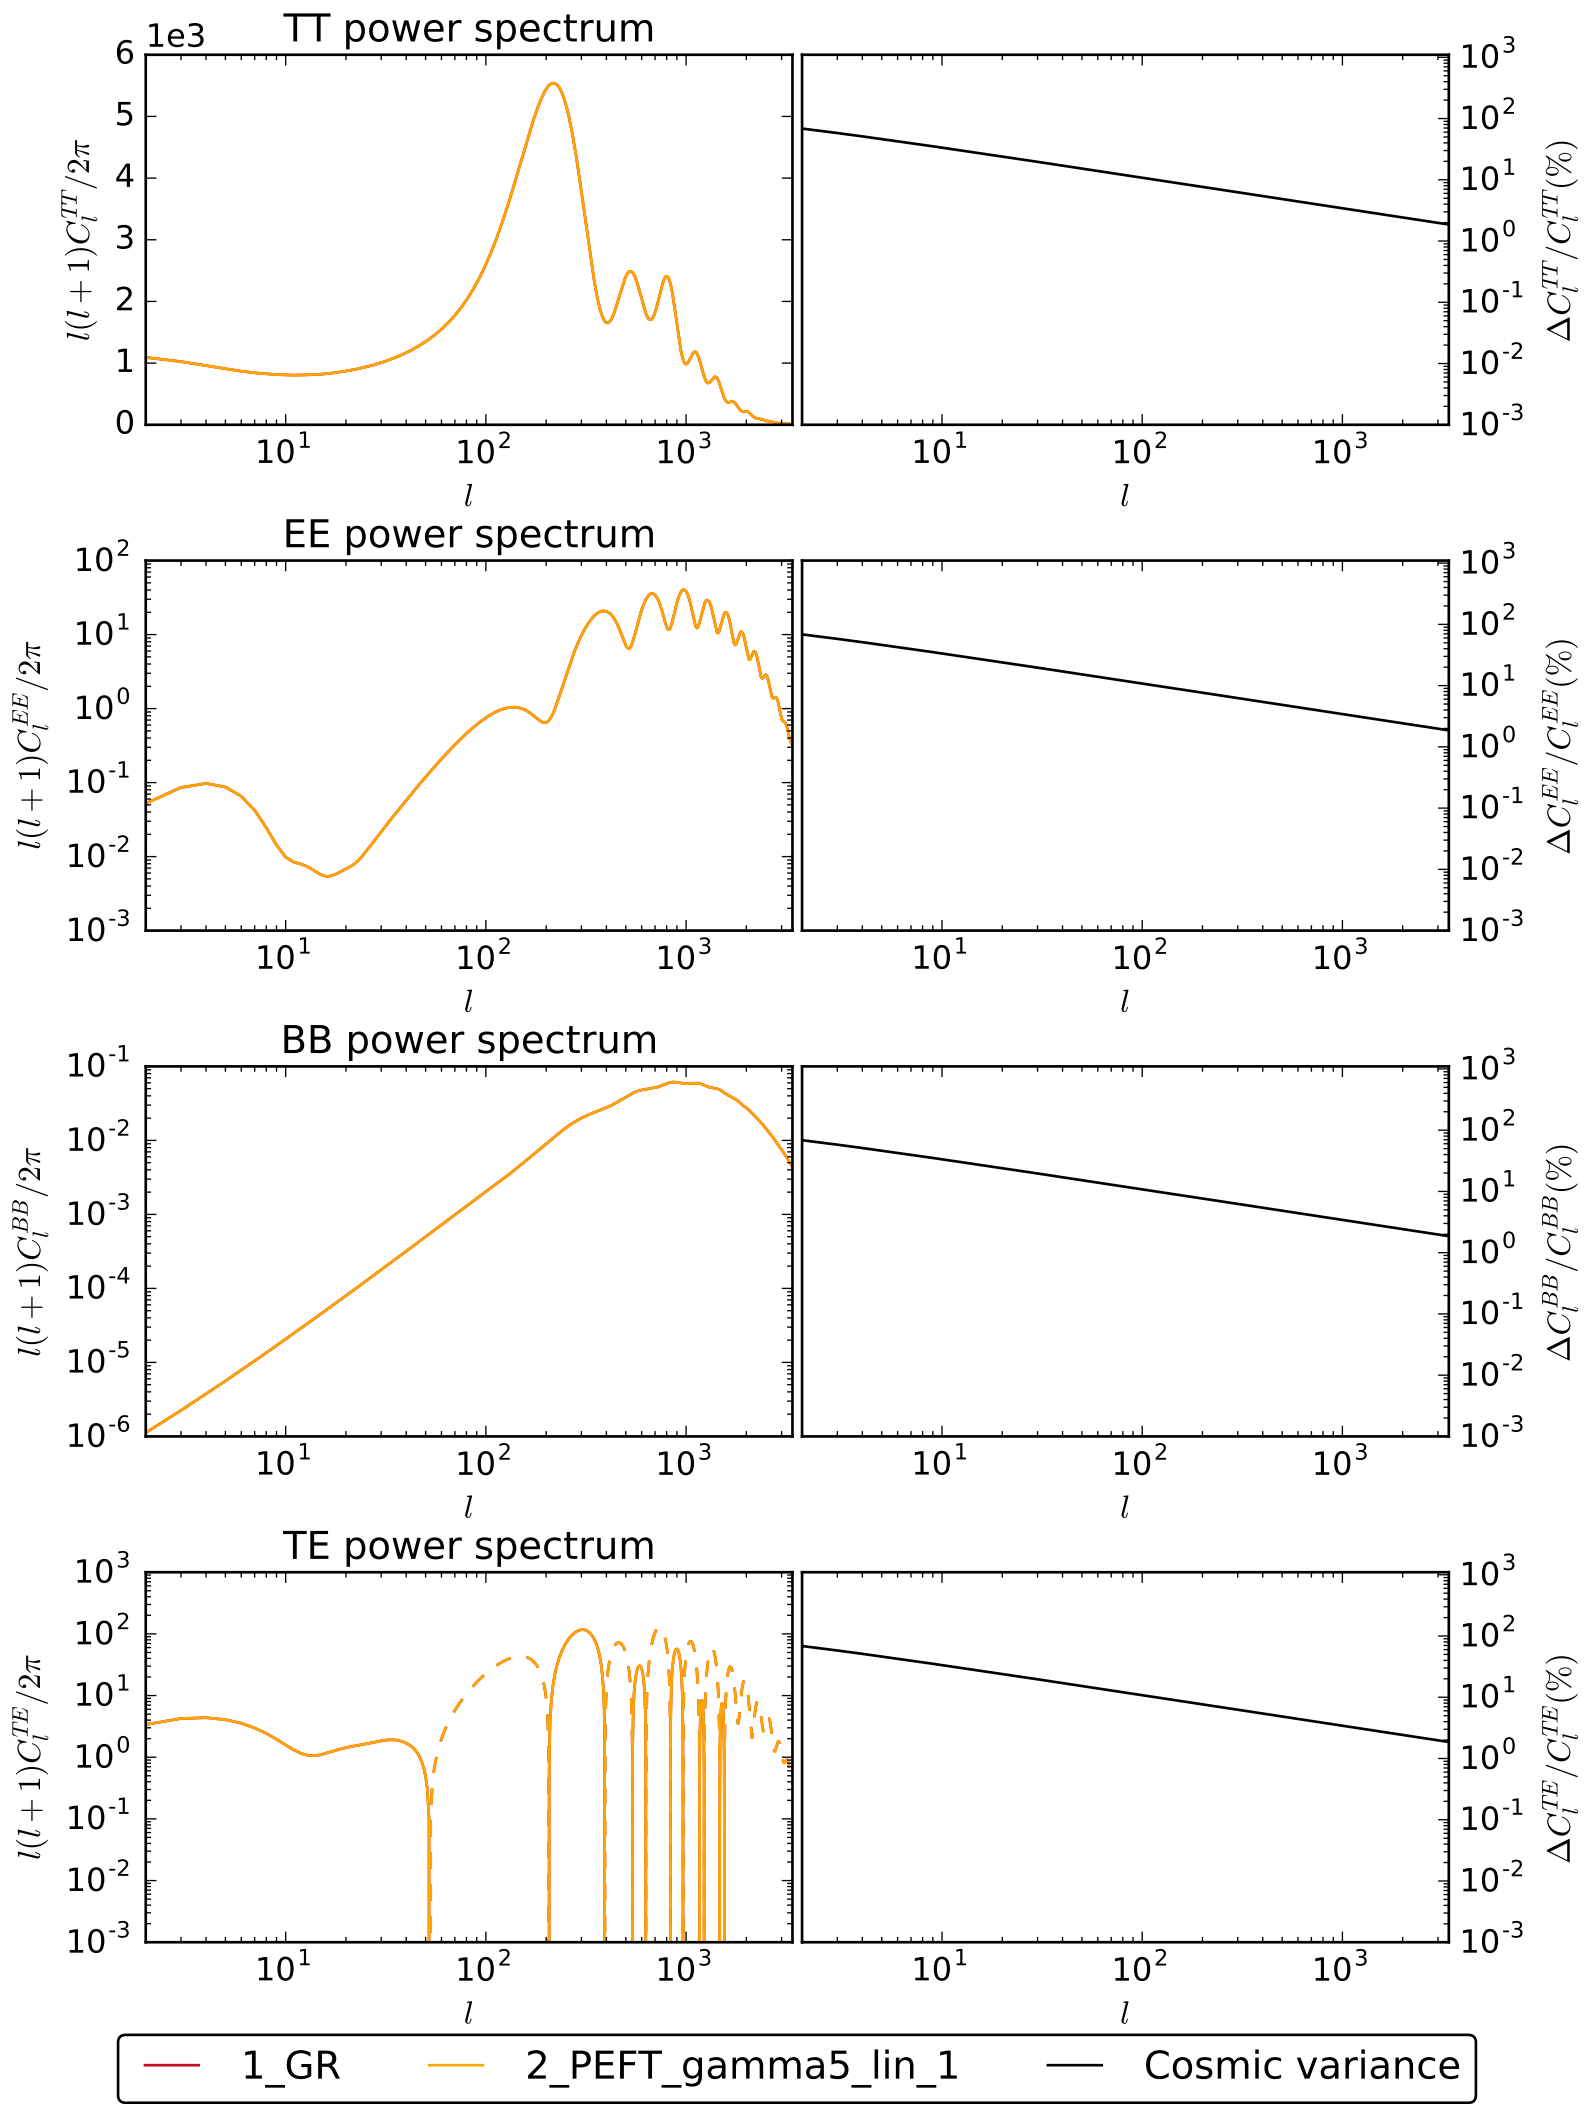 TT power spectrum
1e3
6
5
4
3
2
1
0
l(l+1)C_l^{TT}/2π
10^1 10^2 10^3
l
10^3
10^2
10^1
10^0
10^-1
10^-2
10^-3
ΔC_l^{TT}/C_l^{TT}(%)
10^1 10^2 10^3
l
EE power spectrum
10^2
10^1
10^0
10^-1
10^-2
10^-3
l(l+1)C_l^{EE}/2π
10^1 10^2 10^3
l
10^3
10^2
10^1
10^0
10^-1
10^-2
10^-3
ΔC_l^{EE}/C_l^{EE}(%)
10^1 10^2 10^3
l
BB power spectrum
10^-1
10^-2
10^-3
10^-4
10^-5
10^-6
l(l+1)C_l^{BB}/2π
10^1 10^2 10^3
l
10^3
10^2
10^1
10^0
10^-1
10^-2
10^-3
ΔC_l^{BB}/C_l^{BB}(%)
10^1 10^2 10^3
l
TE power spectrum
10^3
10^2
10^1
10^0
10^-1
10^-2
10^-3
l(l+1)C_l^{TE}/2π
10^1 10^2 10^3
l
10^3
10^2
10^1
10^0
10^-1
10^-2
10^-3
ΔC_l^{TE}/C_l^{TE}(%)
10^1 10^2 10^3
l
1_GR 2_PEFT_gamma5_lin_1 Cosmic variance